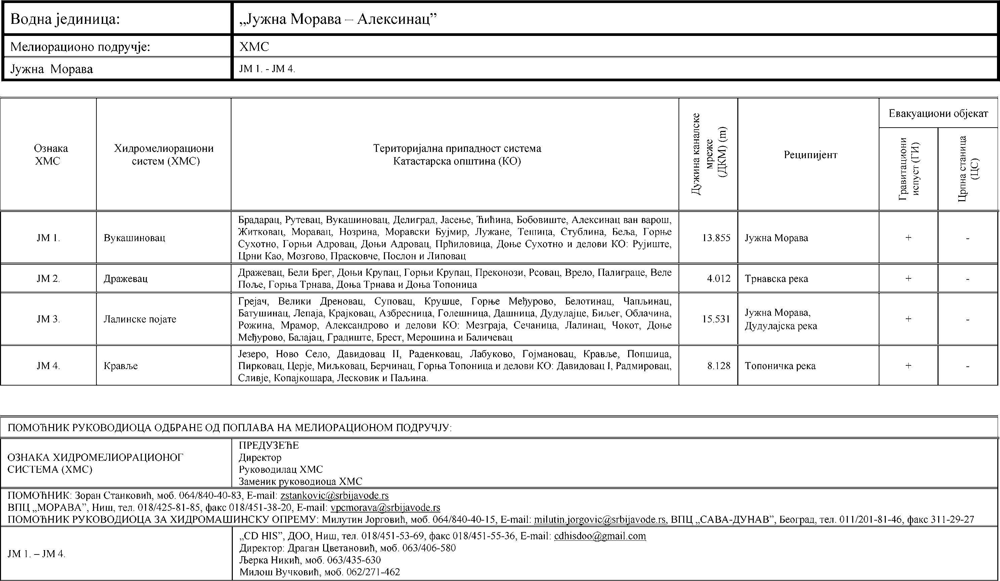 Водна јединица:
„Јужна Морава – Алексинац”
Мелиорационо подручје:
ХМС
Јужна Морава
ЈМ 1. - ЈМ 4.
Ознака
ХМС
Хидромелиорациони
систем (ХМС)
Територијална припадност система
Катастарска општина (КО)
Дужина каналске
мреже
(ДКМ) (m)
Реципијент
Евакуациони објекат
Гравитациони
испуст (ГИ)
Црпна станица
(ЦС)
ЈМ 1.
Вукашиновац
Брадарац, Рутевац, Вукашиновац, Делиград, Јасење, Ћићина, Бобовиште, Алексинац ван варош,
Житковац, Моравац, Нозрина, Моравски Бујмир, Лужане, Тешица, Стублина, Беља, Горње
Сухотно, Горњи Адровац, Доњи Адровац, Прћиловица, Доње Сухотно и делови КО: Рујиште,
Црни Као, Мозгово, Прасковче, Послон и Липовац
13.855
Јужна Морава
+
-
ЈМ 2.
Дражевац
Дражевац, Бели Брег, Доњи Крупац, Горњи Крупац, Преконози, Рсовац, Врело, Палиграце, Веле
Поље, Горња Трнава, Доња Трнава и Доња Топоница
4.012
Трнавска река
+
-
ЈМ 3.
Лалинске појате
Грејач, Велики Дреновац, Суповац, Крушце, Горње Међурово, Белотинац, Чапљинац,
Батушинац, Лепаја, Крајковац, Азбресница, Голешница, Дашница, Дудулајце, Биљег, Облачина,
Рожина, Мрамор, Александрово и делови КО: Мезграја, Сечаница, Лалинац, Чокот, Доње
Међурово, Балајац, Градиште, Брест, Мерошина и Баличевац
15.531
Јужна Морава,
Дудулајска река
+
-
ЈМ 4.
Кравље
Језеро, Ново Село, Давидовац II, Раденковац, Лабуково, Гојмановац, Кравље, Попшица,
Пирковац, Церје, Миљковац, Берчинац, Горња Топоница и делови КО: Давидовац I, Радмировац,
Сливје, Копајкошара, Лесковик и Паљина.
8.128
Топоничка река
+
-
ПОМОЋНИК РУКОВОДИОЦА ОДБРАНЕ ОД ПОПЛАВА НА МЕЛИОРАЦИОНОМ ПОДРУЧЈУ:
ОЗНАКА ХИДРОМЕЛИОРАЦИОНОГ
СИСТЕМА (ХМС)
ПРЕДУЗЕЋЕ
Директор
Руководилац ХМС
Заменик руководиоца ХМС
ПОМОЋНИК: Зоран Станковић, моб. 064/840-40-83, E-mail: zstankovic@srbijavode.rs
ВПЦ „МОРАВА”, Ниш, тел. 018/425-81-85, факс 018/451-38-20, E-mail: vpcmorava@srbijavode.rs
ПОМОЋНИК РУКОВОДИОЦА ЗА ХИДРОМАШИНСКУ ОПРЕМУ: Милутин Јорговић, моб. 064/840-40-15, E-mail: milutin.jorgovic@srbijavode.rs, ВПЦ „САВА-ДУНАВ”, Београд, тел. 011/201-81-46, факс 311-29-27
ЈМ 1. – ЈМ 4.
„CD HIS”, ДОО, Ниш, тел. 018/451-53-69, факс 018/451-55-36, E-mail: cdhisdoo@gmail.com
Директор: Драган Цветановић, моб. 063/406-580
Љерка Никић, моб. 063/435-630
Милош Вучковић, моб. 062/271-462